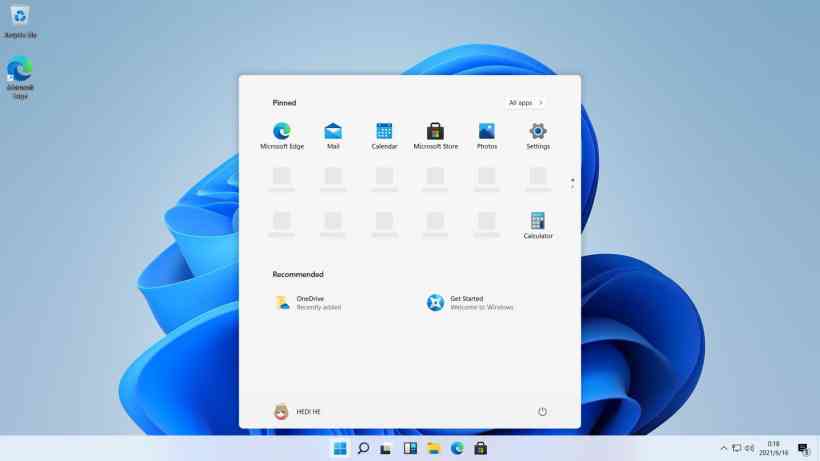 Recycle Bin
Microsoft
Edge
Pinned
All apps >
Microsoft Edge
Mail
Calendar
Microsoft Store
Photos
Settings
Calculator
Recommended
OneDrive
Recently added
Get Started
Welcome to Windows
HEDI HE
0:18
2021/6/16